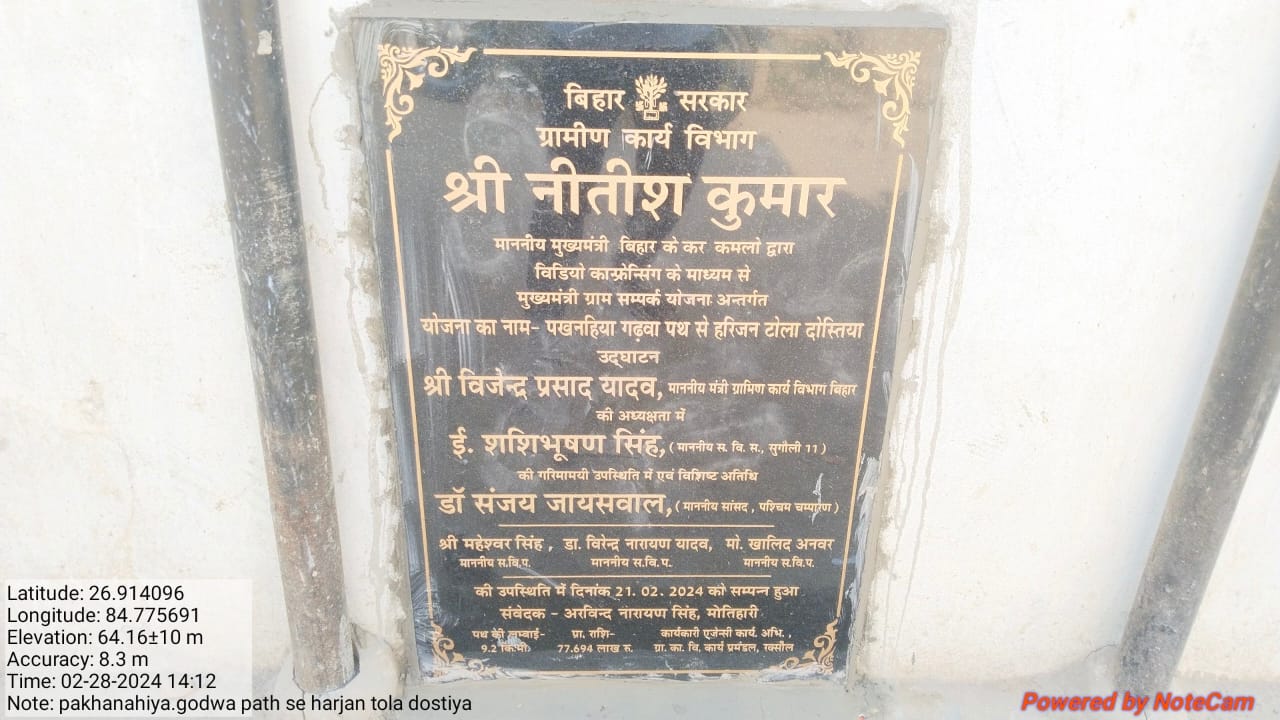 बिहार सरकार
ग्रामीण कार्य विभाग
श्री नीतीश कुमार
माननीय मुख्यमंत्री बिहार के कर कमलो द्वारा
विडियो कान्फ्रेन्सिंग के माध्यम से
मुख्यमंत्री ग्राम सम्पर्क योजना अन्तर्गत
योजना का नाम- पखनहिया गढ़वा पथ से हरिजन टोला दोस्तिया
उद्घाटन
श्री विजेन्द्र प्रसाद यादव, माननीय मंत्री ग्रामिण कार्य विभाग बिहार
की अध्यक्षता में
ई. शशिभूषण सिंह, ( माननीय स. वि. स., सुगौली 11 )
की गरिमामयी उपस्थिति में एवं विशिष्ट अतिथि
डॉ संजय जायसवाल, ( माननीय सांसद , पश्चिम चम्पारण )
श्री महेश्वर सिंह , डा. विरेन्द्र नारायण यादव, मो. खालिद अनवर
माननीय स.वि.प. माननीय स.वि.प. माननीय स.वि.प.
की उपस्थिति में दिनांक 21. 02. 2024 को सम्पन्न हुआ
संवेदक - अरविन्द नारायण सिंह, मोतिहारी
पथ की लम्बाई- प्रा. राशि- कार्यकारी एजेन्सी कार्य. अभि. ,
9.2 कि.मी. 77.694 लाख रु. ग्रा. का. वि. कार्य प्रमंडल, रक्सौल
Latitude: 26.914096
Longitude: 84.775691
Elevation: 64.16±10 m
Accuracy: 8.3 m
Time: 02-28-2024 14:12
Note: pakhanahiya.godwa path se harjan tola dostiya
Powered by NoteCam